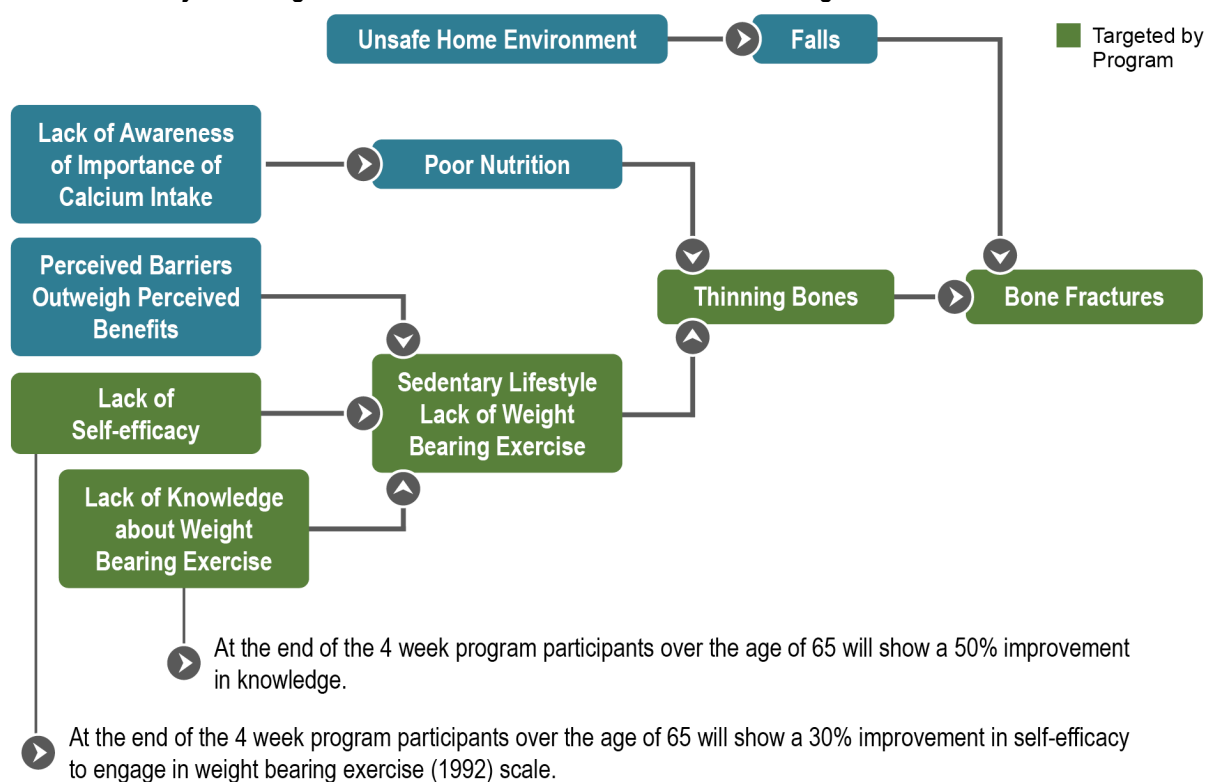 Unsafe Home Environment
Falls
Targeted by
Program
Lack of Awareness
of Importance of
Calcium Intake
Poor Nutrition
Perceived Barriers
Outweigh Perceived
Benefits
Thinning Bones
Bone Fractures
Sedentary Lifestyle
Lack of Weight
Bearing Exercise
Lack of
Self-efficacy
Lack of Knowledge
about Weight
Bearing Exercise
At the end of the 4 week program participants over the age of 65 will show a 50% improvement
in knowledge.
At the end of the 4 week program participants over the age of 65 will show a 30% improvement in self-efficacy
to engage in weight bearing exercise (1992) scale.